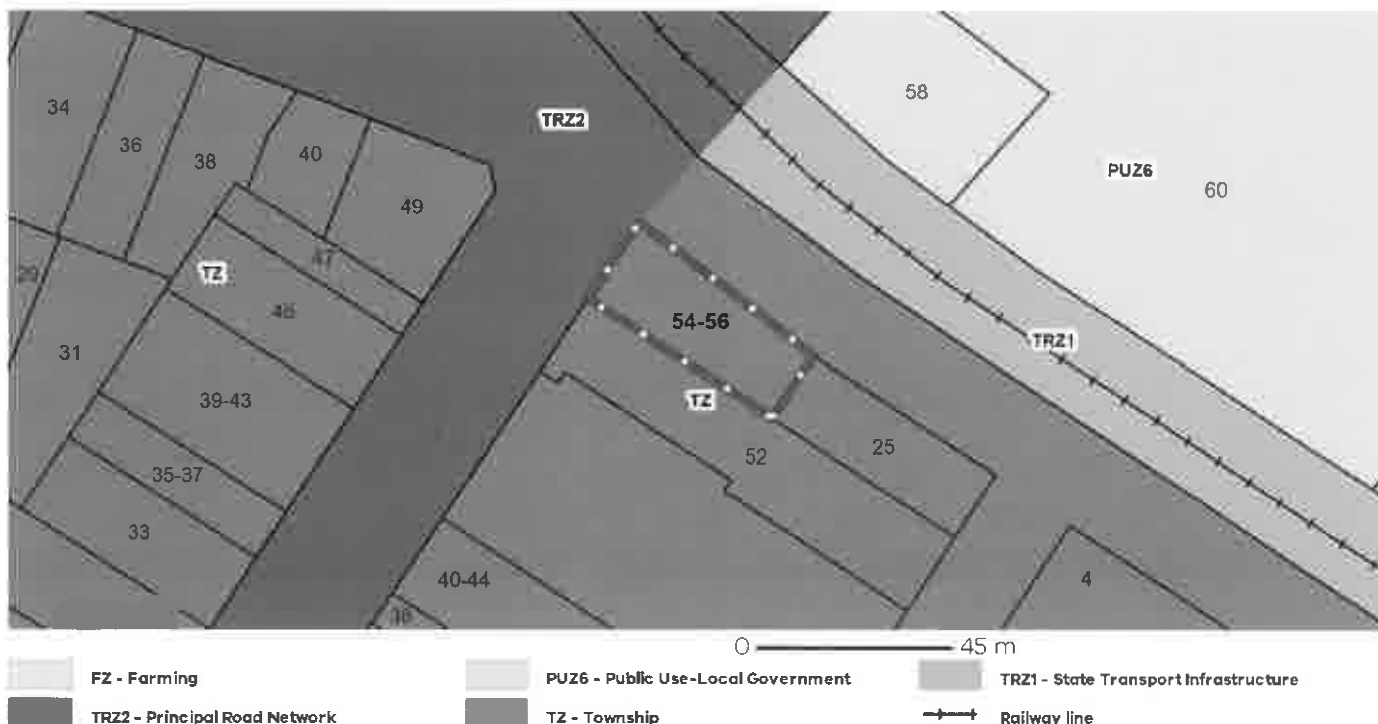 34
36
38
40
49
TRZ2
58
PUZ6
60
29
TZ
47
31
39-43
54-56
TRZ1
TZ
35-37
52
25
33
40-44
4
0 45 m
FZ - Farming
PUZ6 - Public Use-Local Government
TRZ1 - State Transport Infrastructure
TRZ2 - Principal Road Network
TZ - Township
Railway line